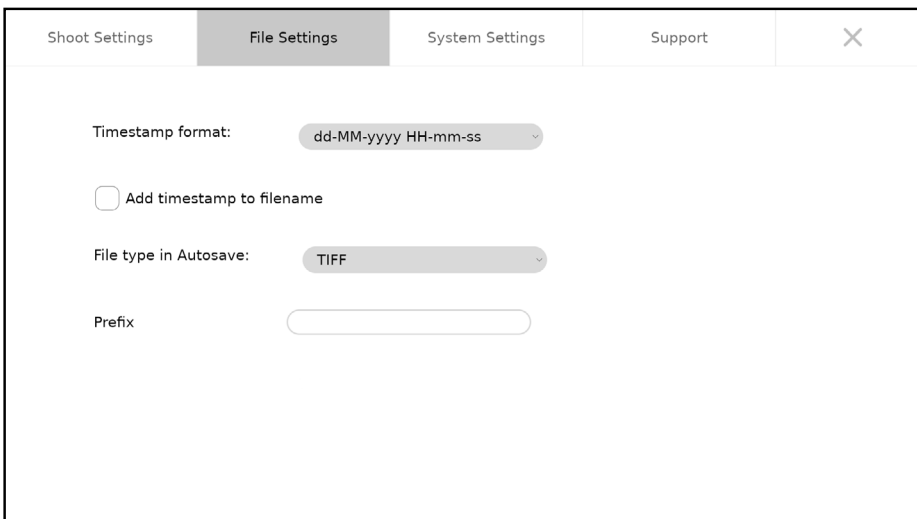 Shoot Settings File Settings System Settings Support
Timestamp format: dd-MM-yyyy HH-mm-ss
Add timestamp to filename
File type in Autosave: TIFF
Prefix